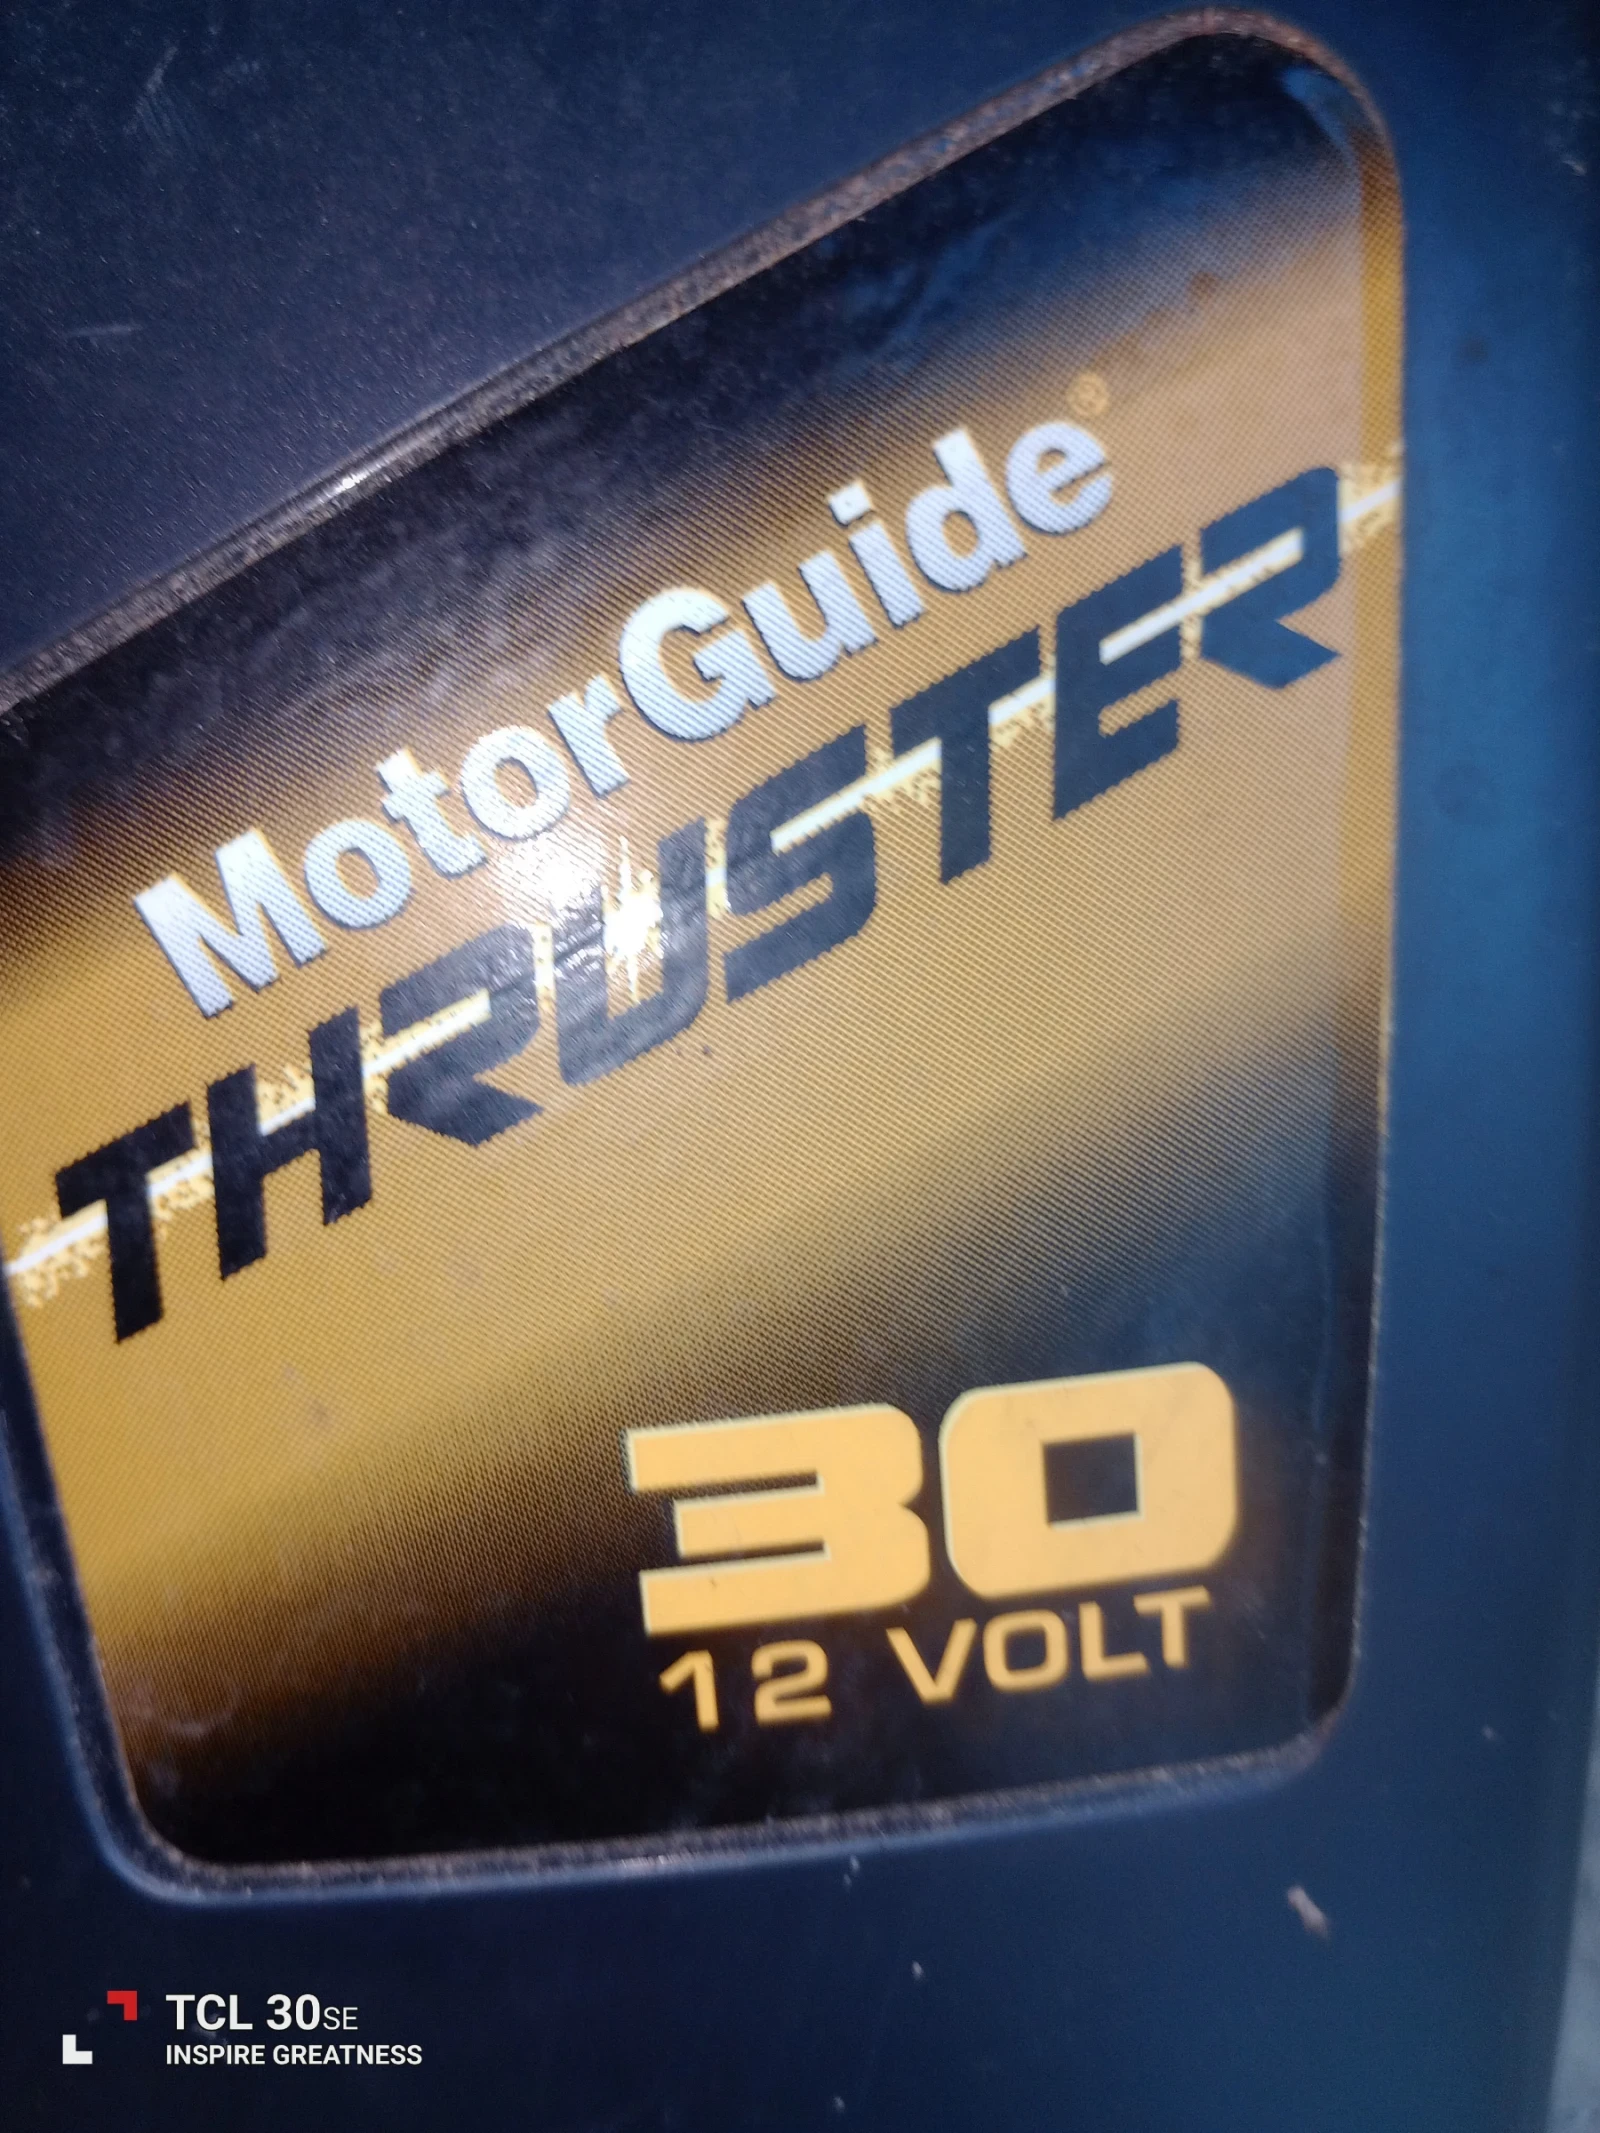 MotorGuide®
THRUSTER
30
12 VOLT
TCL 30SE
INSPIRE GREATNESS